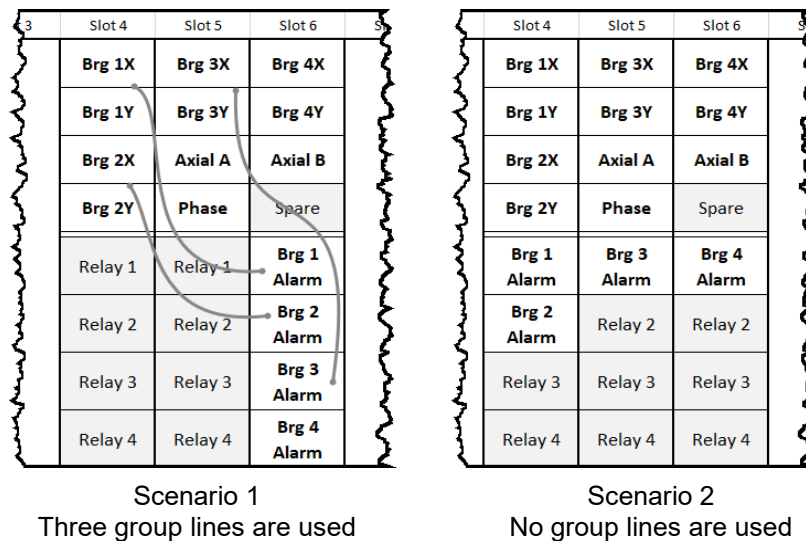 3 Slot 4 Slot 5 Slot 6
Brg 1X Brg 3X Brg 4X
Brg 1Y Brg 3Y Brg 4Y
Brg 2X Axial A Axial B
Brg 2Y Phase Spare
Relay 1 Relay 1 Brg 1 Alarm
Relay 2 Relay 2 Brg 2 Alarm
Relay 3 Relay 3 Brg 3 Alarm
Relay 4 Relay 4 Brg 4 Alarm
Scenario 1
Three group lines are used
Slot 4 Slot 5 Slot 6
Brg 1X Brg 3X Brg 4X
Brg 1Y Brg 3Y Brg 4Y
Brg 2X Axial A Axial B
Brg 2Y Phase Spare
Brg 1 Alarm Brg 3 Alarm Brg 4 Alarm
Brg 2 Alarm Relay 2 Relay 2
Relay 3 Relay 3 Relay 3
Relay 4 Relay 4 Relay 4
Scenario 2
No group lines are used